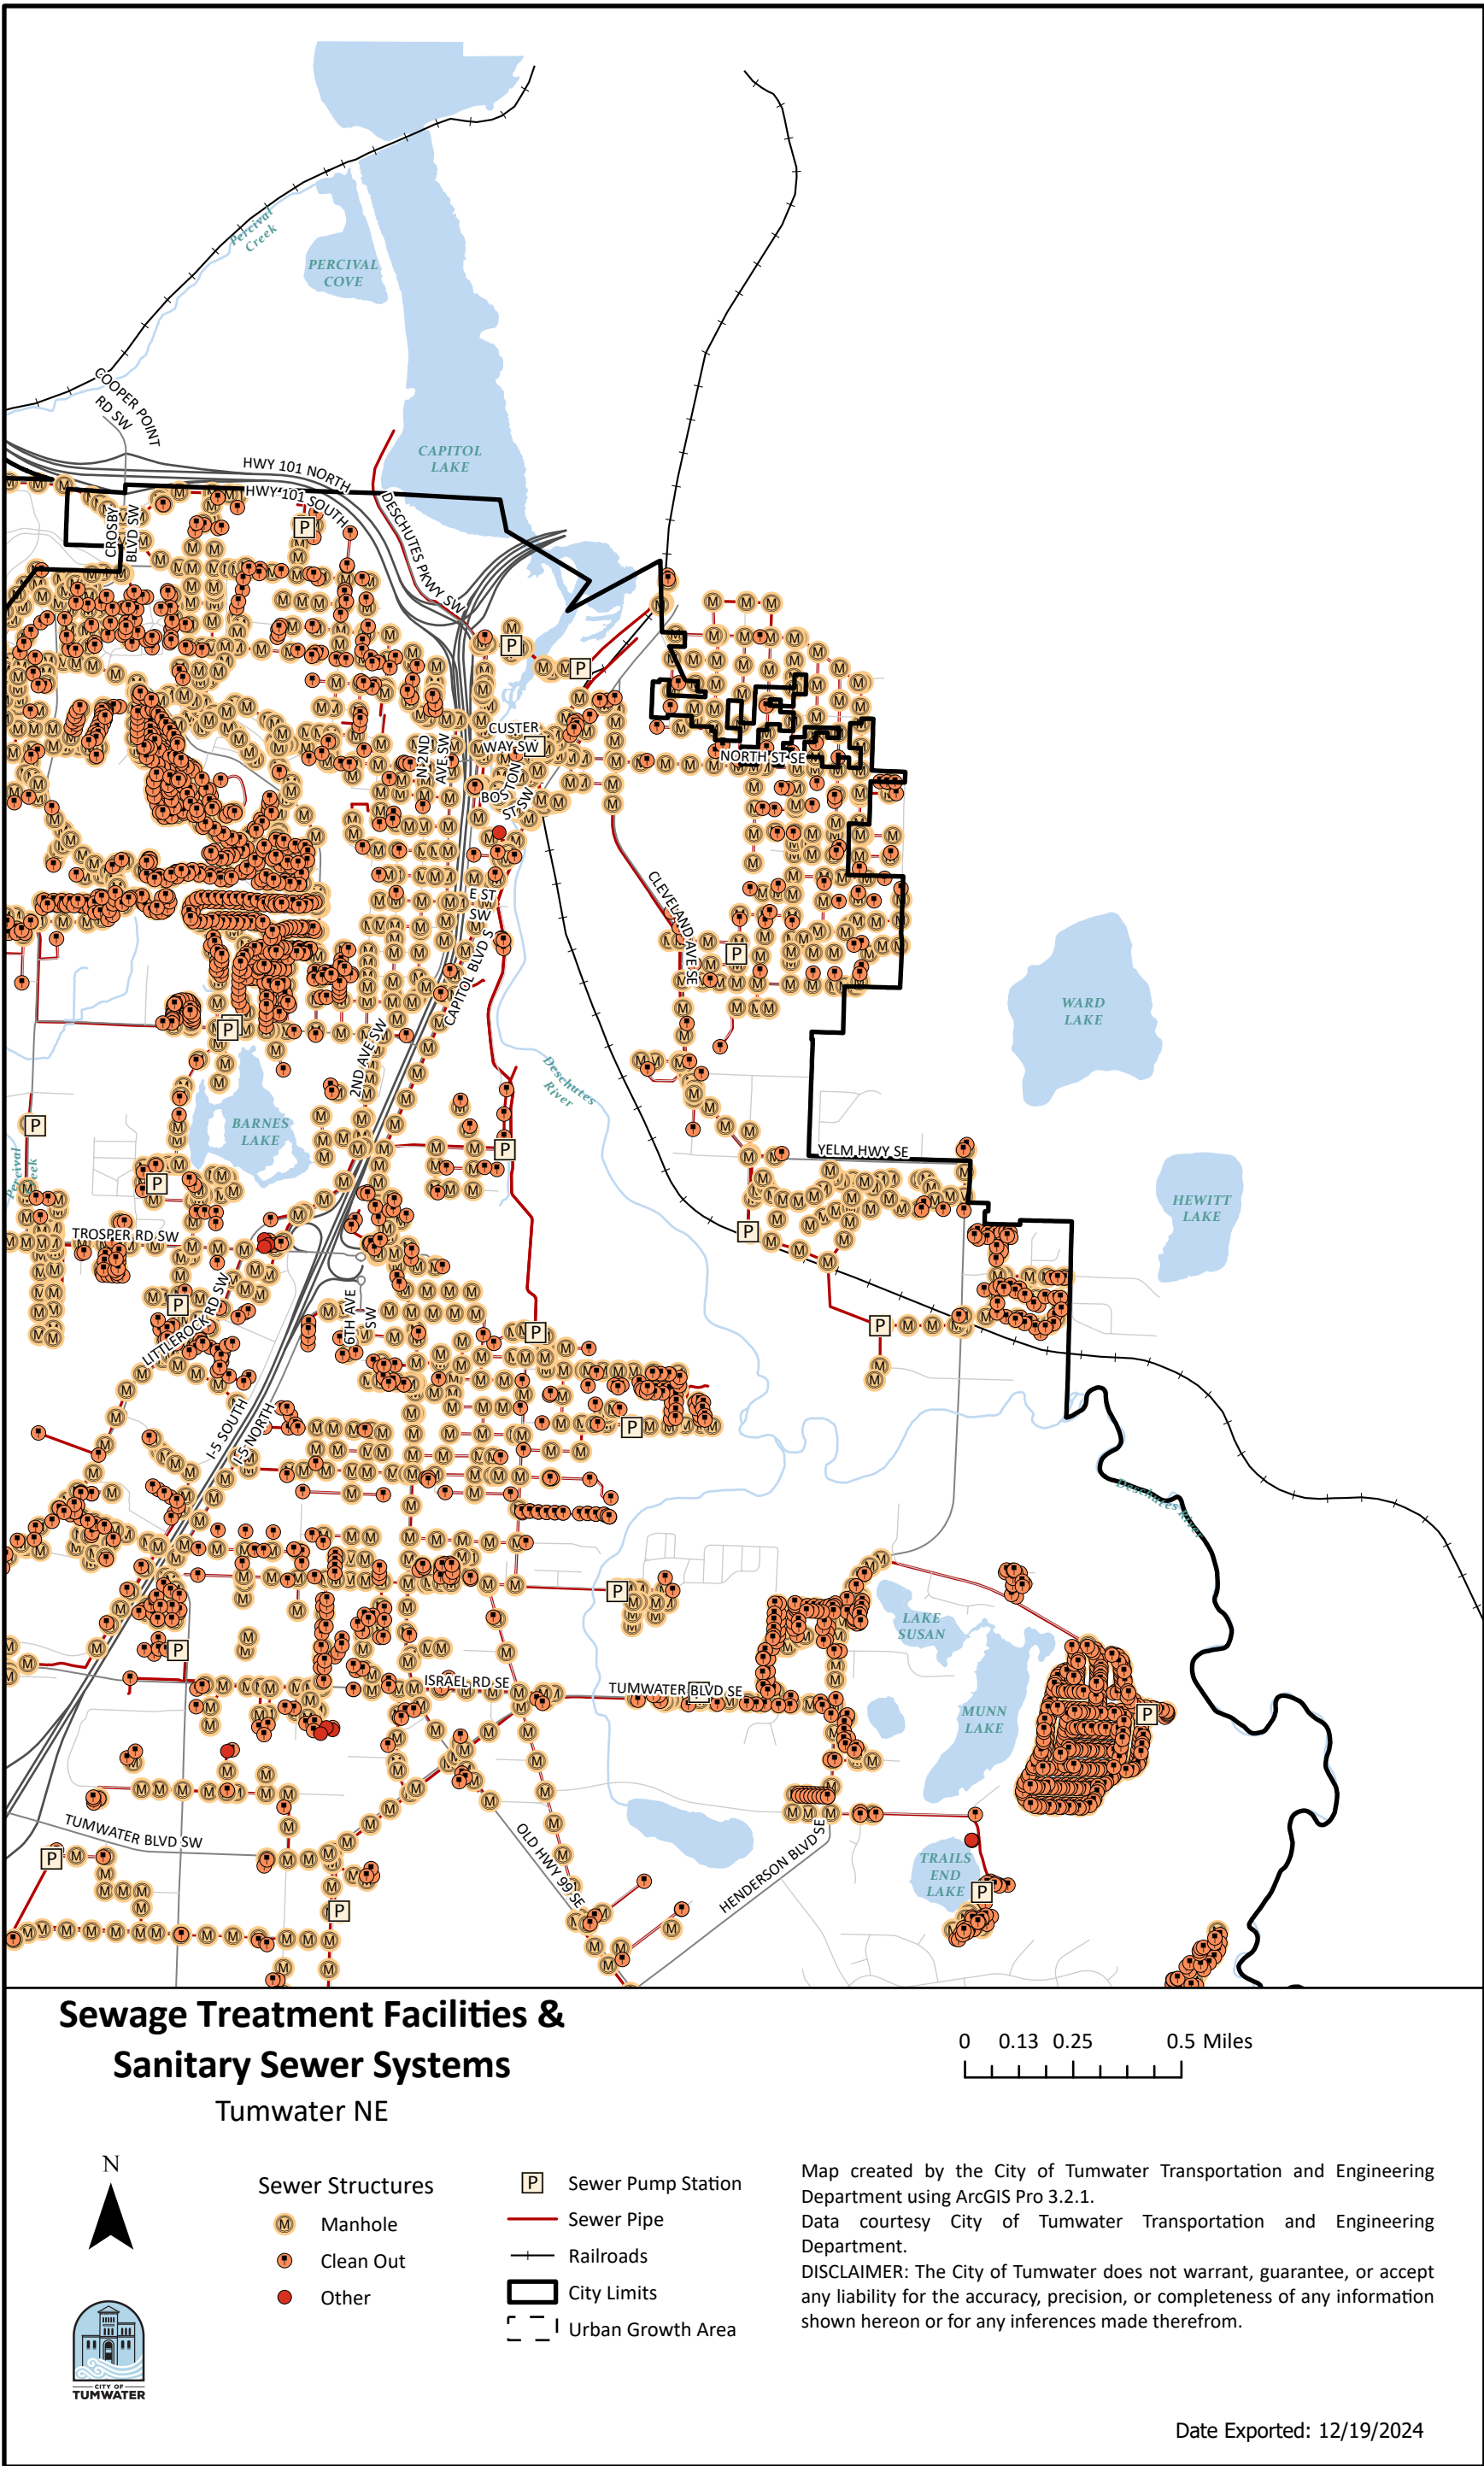 Percival
Creek
PERCIVAL
COVE
COOPER POINT
RD SW
CAPITOL
LAKE
HWY 101 NORTH
HWY 101 SOUTH
CROSBY
BLVD SW
DESCHUTES PKWY SW
CUSTER
WAY SW
N 2ND
AVE SW
BOSTON
ST SW
NORTH ST SE
E ST
SW
CLEVELAND AVE SE
CAPITOL BLVD S
WARD
LAKE
2ND AVE SW
Deschutes
River
BARNES
LAKE
Percival
Creek
YELM HWY SE
HEWITT
LAKE
TROSPER RD SW
6TH AVE
SW
LITTLEROCK RD SW
I-5 SOUTH
I-5 NORTH
Deschutes River
LAKE
SUSAN
ISRAEL RD SE
TUMWATER BLVD SE
MUNN
LAKE
TUMWATER BLVD SW
OLD HWY 99 SE
HENDERSON BLVD SE
TRAILS
END
LAKE
Sewage Treatment Facilities &
Sanitary Sewer Systems
Tumwater NE
0 0.13 0.25 0.5 Miles
N
Sewer Structures
M Manhole
Clean Out
Other
P Sewer Pump Station
Sewer Pipe
Railroads
City Limits
Urban Growth Area
Map created by the City of Tumwater Transportation and Engineering
Department using ArcGIS Pro 3.2.1.
Data courtesy City of Tumwater Transportation and Engineering
Department.
DISCLAIMER: The City of Tumwater does not warrant, guarantee, or accept
any liability for the accuracy, precision, or completeness of any information
shown hereon or for any inferences made therefrom.
CITY OF
TUMWATER
Date Exported: 12/19/2024